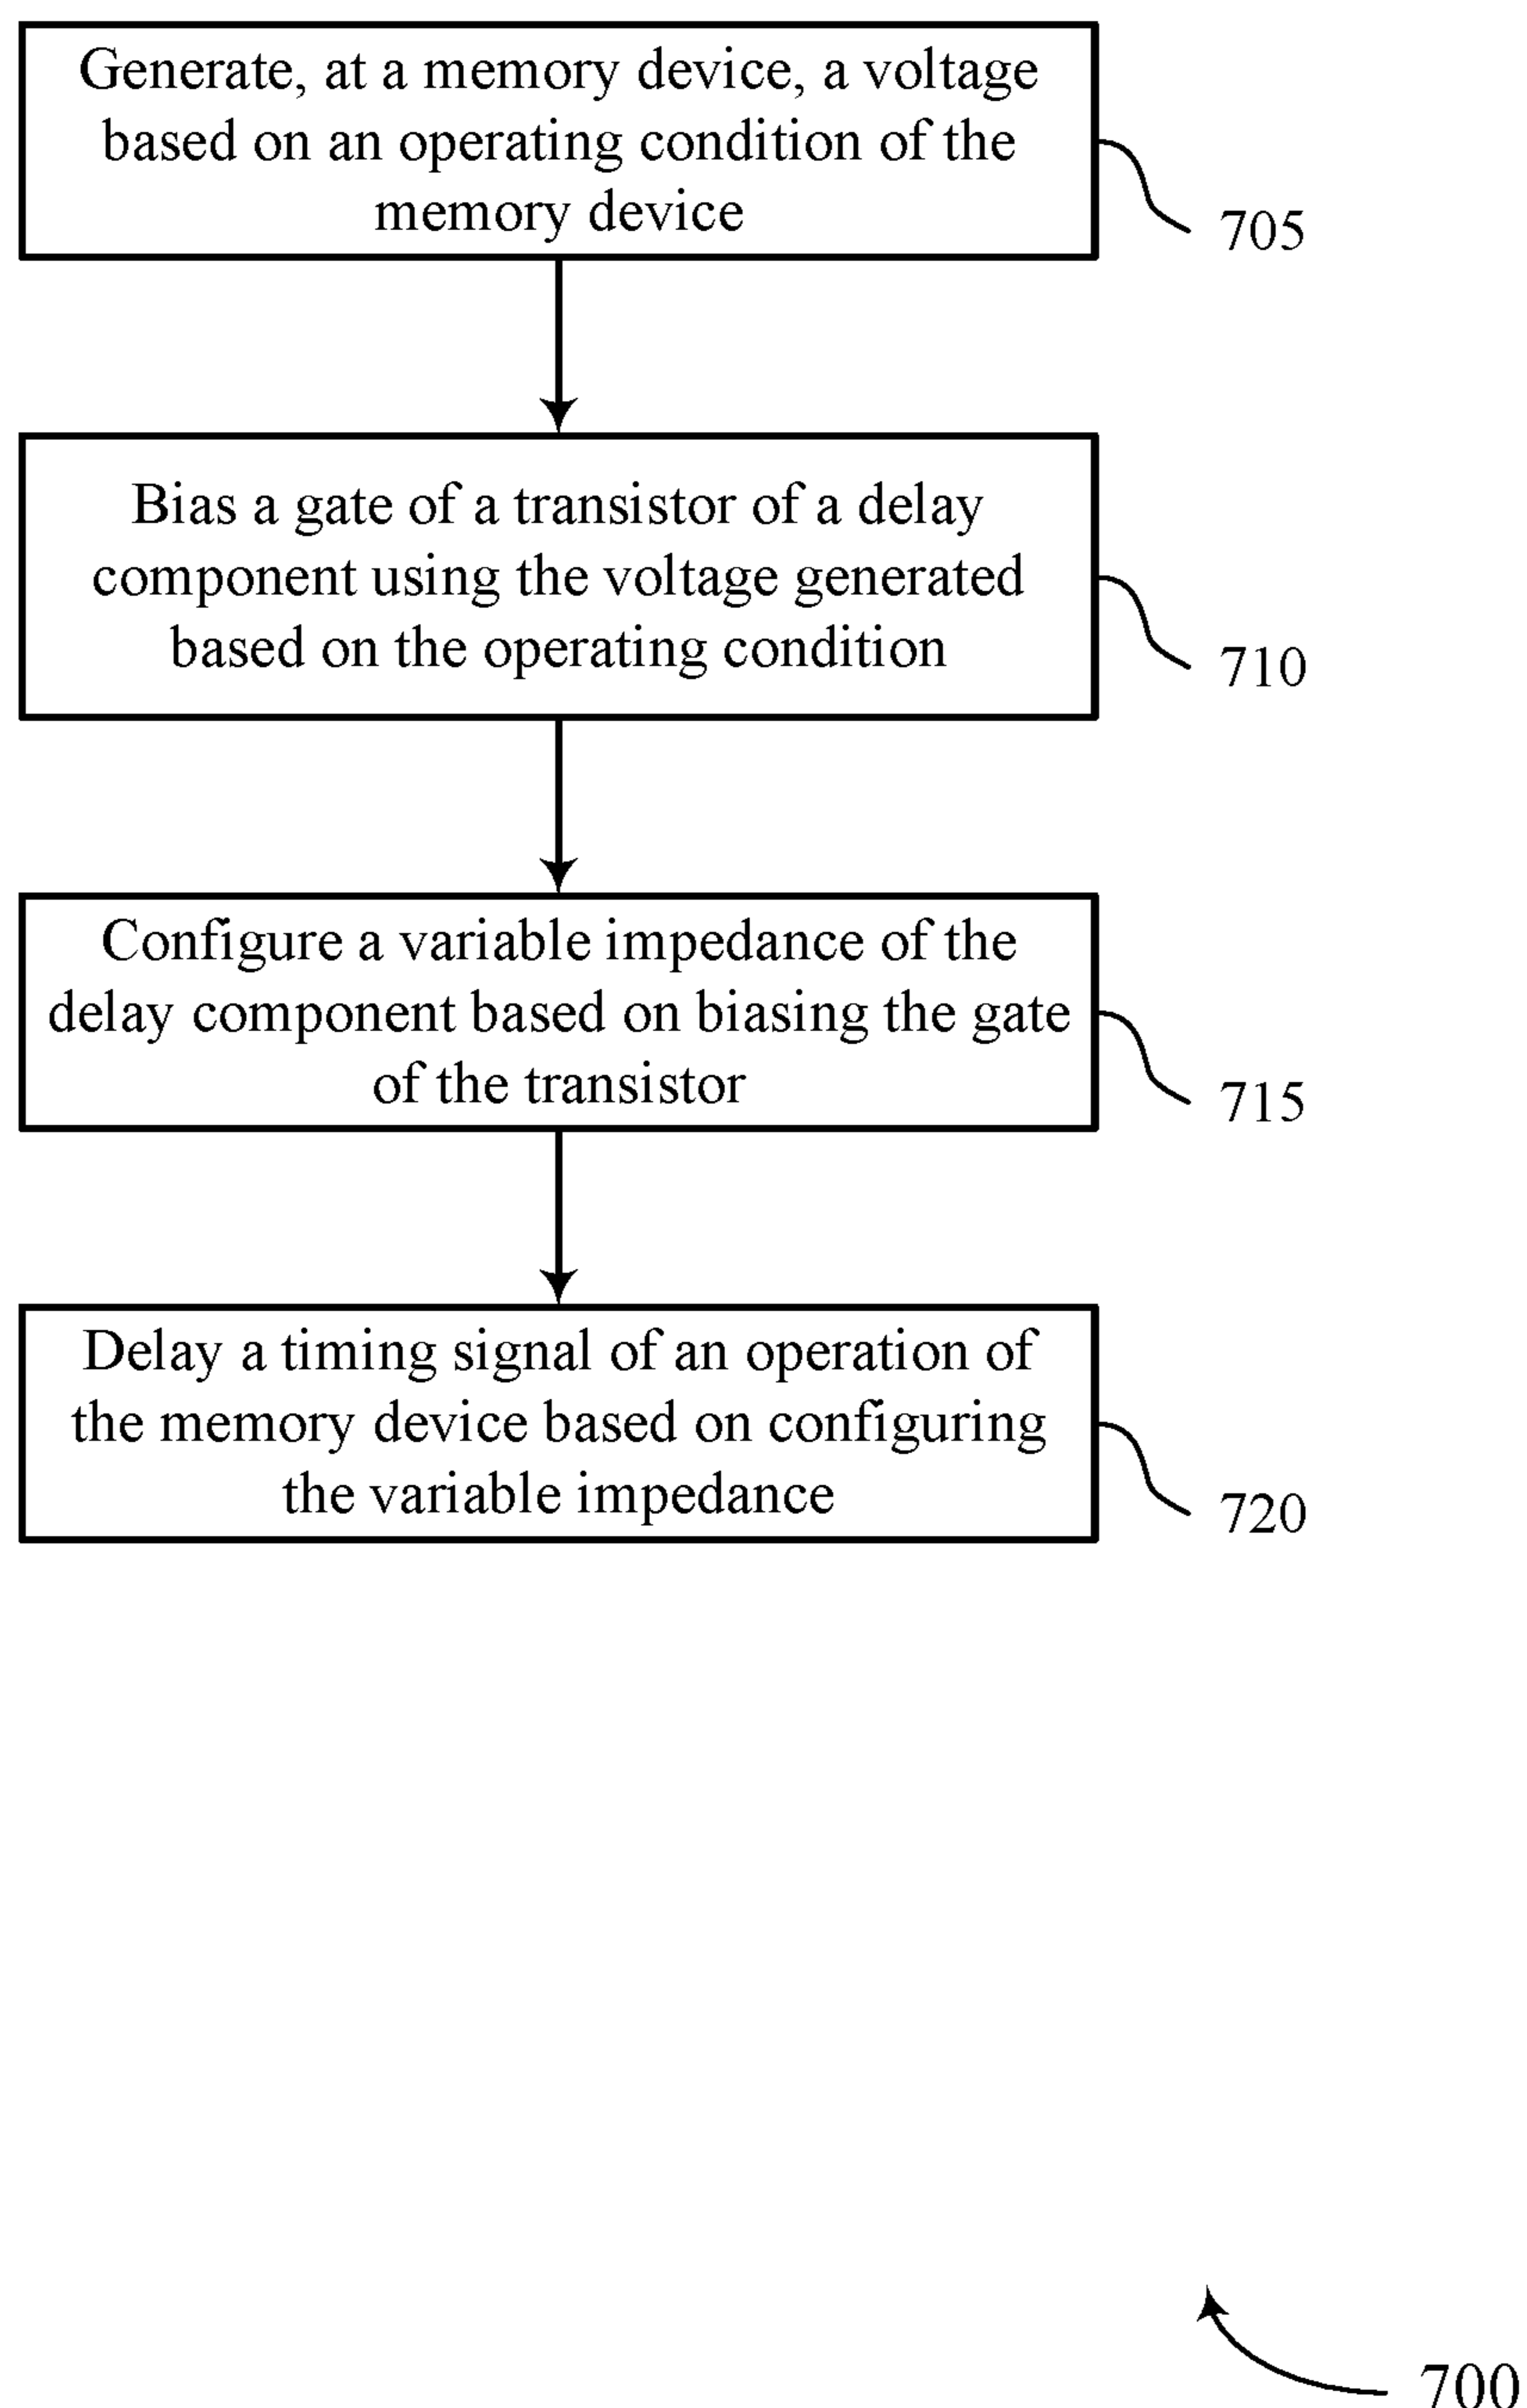 Generate, at a memory device, a voltage
based on an operating condition of the
memory device
705
Bias a gate of a transistor of a delay
component using the voltage generated
based on the operating condition
710
Configure a variable impedance of the
delay component based on biasing the gate
of the transistor
715
Delay a timing signal of an operation of
the memory device based on configuring
the variable impedance
720
700